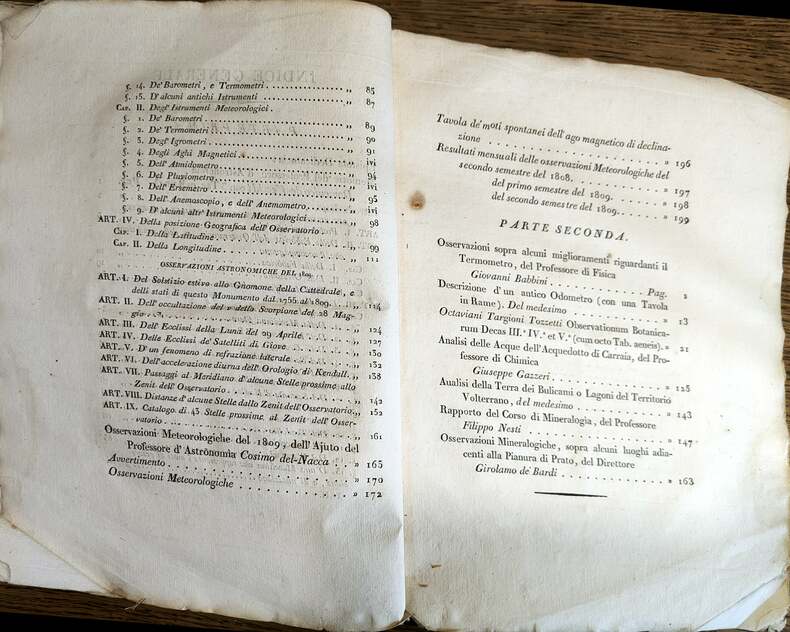 INDICE GENERALE
§. 14. De' Barometri, e Termometri . . . . . . . . . . . . „ 85
§. 15. D'alcuni antichi Istrumenti . . . . . . . . . . . . . „ 87
CAP. II. Degl'Istrumenti Meteorologici.
§. 1. De' Barometri . . . . . . . . . . . . . . . . . . „ 89
§. 2. De' Termometri . . . . . . . . . . . . . . . . . „ 90
§. 3. Degl'Igrometri . . . . . . . . . . . . . . . . . „ 91
§. 4. Degli Aghi Magnetici . . . . . . . . . . . . . . „ ivi
§. 5. Dell'Atmidometro . . . . . . . . . . . . . . . . „ 94
§. 6. Del Pluviometro . . . . . . . . . . . . . . . . „ ivi
§. 7. Dell'Ersemetro . . . . . . . . . . . . . . . . . „ 95
§. 8. Dell'Anemoscopio, e dell'Anemometro . . . . . „ ivi
§. 9. D'alcuni altr'Istrumenti Meteorologici . . . . . „ 98
ART. IV. Della posizione Geografica dell'Osservatorio
CAP. I. Della Latitudine . . . . . . . . . . . . . . . . „ 99
CAP. II. Della Longitudine . . . . . . . . . . . . . . . „ 111
OSSERVAZIONI ASTRONOMICHE DEL 1809.
ART. I. Del Solstizio estivo allo Gnomone della Cattedrale, e
delli stati di questo Monumento dal 1755 al 1809 . . . . „ 114
ART. II. Dell'occultazione del ν dello Scorpione del 28 Mag-
gio . . . . . . . . . . . . . . . . . . . . . . . . . „ 124
ART. III. Dell'Ecclissi della Luna del 29 Aprile . . . . . „ 127
ART. IV. Delle Ecclissi de' Satelliti di Giove . . . . . . „ 130
ART. V. D'un fenomeno di refrazione laterale . . . . . . „ 132
ART. VI. Dell'accelerazione diurna dell'Orologio di Kendall. „ 138
ART. VII. Passaggi al Meridiano d'alcune Stelle prossime allo
Zenit dell'Osservatorio . . . . . . . . . . . . . . . . „ 142
ART. VIII. Distanze d'alcune Stelle dallo Zenit dell'Osservatorio. „ 152
ART. IX. Catalogo di 43 Stelle prossime al Zenit dell'Osser-
vatorio . . . . . . . . . . . . . . . . . . . . . . . „ 161
Osservazioni Meteorologiche del 1809, dell'Ajuto del
Professore d'Astronomia Cosimo del-Nacca . . . . » 165
Avvertimento . . . . . . . . . . . . . . . . . . . . . » 170
Osservazioni Meteorologiche . . . . . . . . . . . . . » 172
Tavola de' moti spontanei dell'ago magnetico di declina-
zione . . . . . . . . . . . . . . . . . . . . . . . » 196
Resultati mensuali delle osservazioni Meteorologiche del
secondo semestre del 1808. . . . . . . . . . . » 197
del primo semestre del 1809. . . . . . . . » 198
del secondo semestre del 1809. . . . . . . » 199
PARTE SECONDA.
Osservazioni sopra alcuni miglioramenti riguardanti il
Termometro, del Professore di Fisica
Giovanni Babbini . . . . . . . . . . . . . . Pag. 1
Descrizione d'un antico Odometro (con una Tavola
in Rame). Del medesimo . . . . . . . . . . . . » 13
Octaviani Targioni Tozzetti Observationum Botanica-
rum Decas III.ª IV.ª et V.ª (cum octo Tab. aeneis). » 21
Analisi delle Acque dell'Acquedotto di Carraia, del Pro-
fessore di Chimica
Giuseppe Gazzeri . . . . . . . . . . . . . . . » 125
Analisi della Terra dei Bulicami o Lagoni del Territorio
Volterrano, del medesimo . . . . . . . . . . . » 143
Rapporto del Corso di Mineralogia, del Professore
Filippo Nesti . . . . . . . . . . . . . . . . . » 147
Osservazioni Mineralogiche, sopra alcuni luoghi adia-
centi alla Pianura di Prato, del Direttore
Girolamo de' Bardi . . . . . . . . . . . . . . » 163